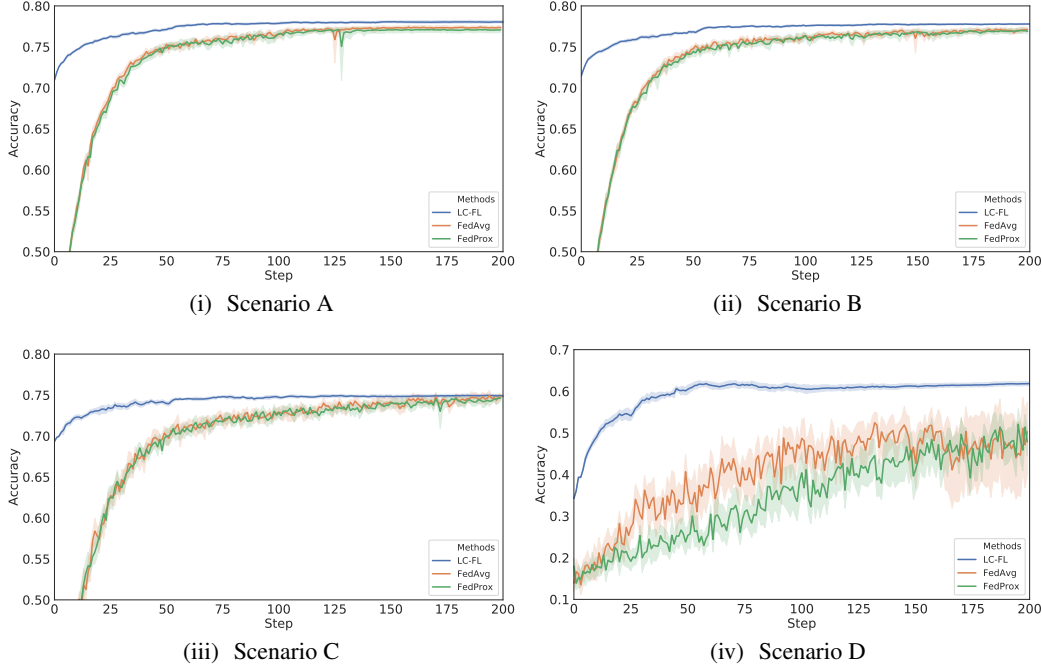 0.80
0.75
0.70
0.65
0.60
0.55
0.50
Accuracy
0 25 50 75 100 125 150 175 200
Step
Methods
LC-FL
FedAvg
FedProx
(i) Scenario A
0.80
0.75
0.70
0.65
0.60
0.55
0.50
Accuracy
0 25 50 75 100 125 150 175 200
Step
Methods
LC-FL
FedAvg
FedProx
(ii) Scenario B
0.80
0.75
0.70
0.65
0.60
0.55
0.50
Accuracy
0 25 50 75 100 125 150 175 200
Step
Methods
LC-FL
FedAvg
FedProx
(iii) Scenario C
0.7
0.6
0.5
0.4
0.3
0.2
0.1
Accuracy
0 25 50 75 100 125 150 175 200
Step
Methods
LC-FL
FedAvg
FedProx
(iv) Scenario D